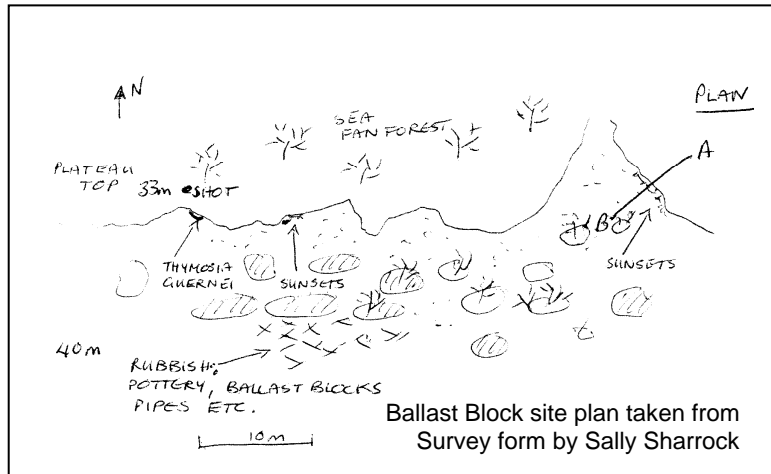 N
PLAN
SEA
FAN FOREST
A
PLATEAU
TOP
33m SHOT
B
THYMOSIA
GUERNEI
SUNSETS
SUNSETS
40m
RUBBISH:
POTTERY, BALLAST BLOCKS
PIPES ETC.
10m
Ballast Block site plan taken from
Survey form by Sally Sharrock